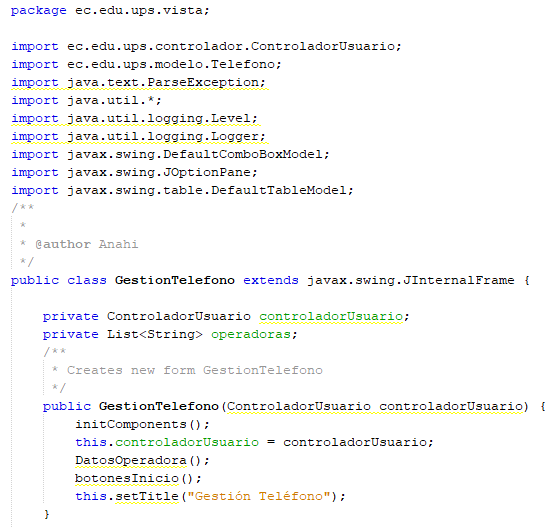 package ec.edu.ups.vista;
import ec.edu.ups.controlador.ControladorUsuario;
import ec.edu.ups.modelo.Telefono;
import java.text.ParseException;
import java.util.*;
import java.util.logging.Level;
import java.util.logging.Logger;
import javax.swing.DefaultComboBoxModel;
import javax.swing.JOptionPane;
import javax.swing.table.DefaultTableModel;
/**
 *
 * @author Anahi
 */
public class GestionTelefono extends javax.swing.JInternalFrame {
    private ControladorUsuario controladorUsuario;
    private List<String> operadoras;
    /**
     * Creates new form GestionTelefono
     */
    public GestionTelefono(ControladorUsuario controladorUsuario) {
        initComponents();
        this.controladorUsuario = controladorUsuario;
        DatosOperadora();
        botonesInicio();
        this.setTitle("Gestión Teléfono");
    }